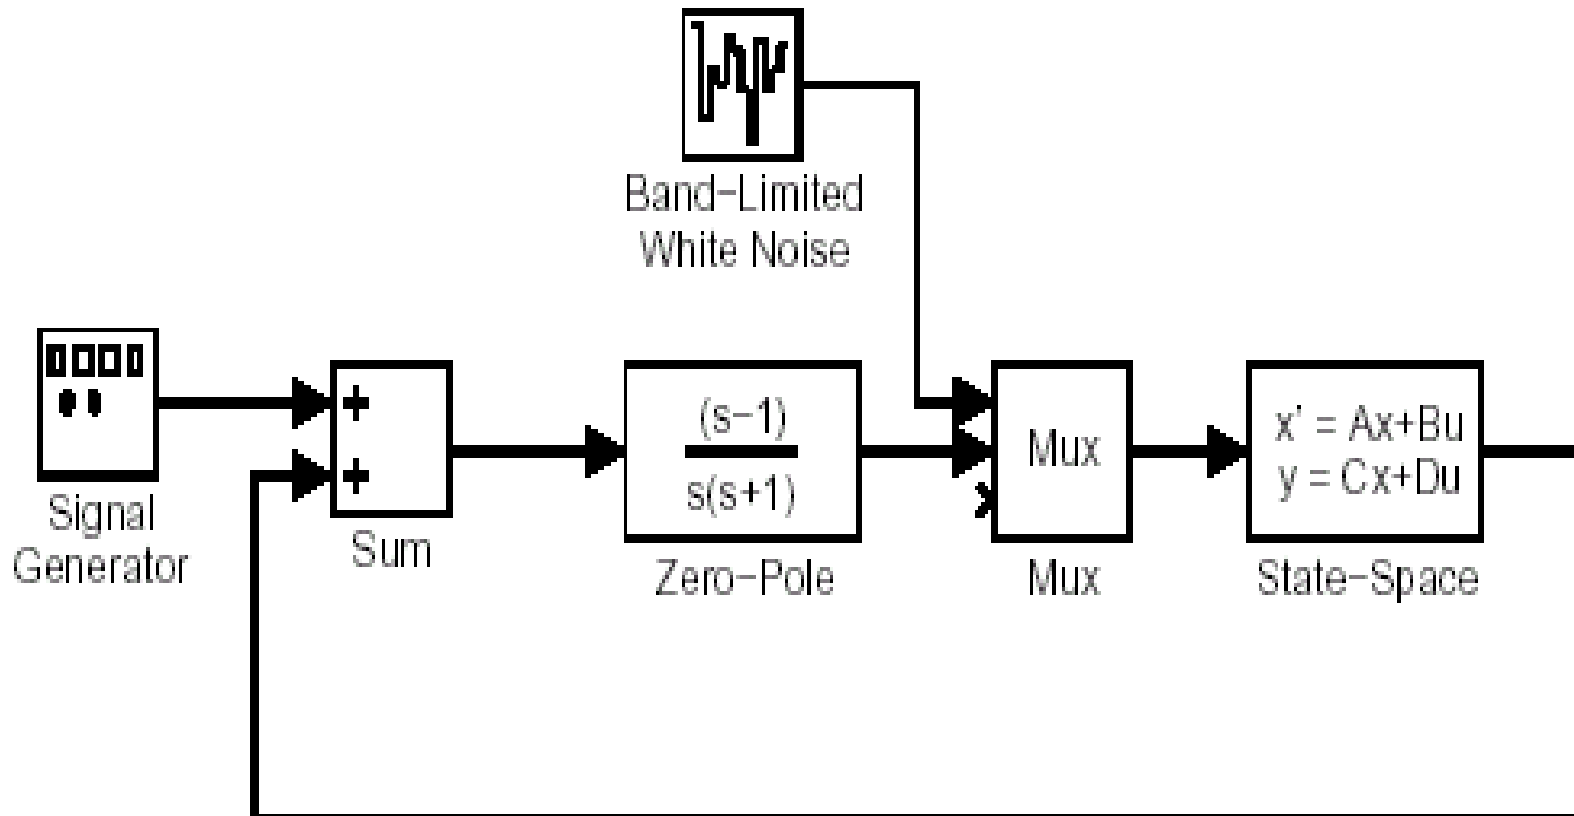 Band-Limited
White Noise
Signal
Generator
+
+
Sum
(s-1)
s(s+1)
Zero-Pole
Mux
Mux
x' = Ax+Bu
y = Cx+Du
State-Space